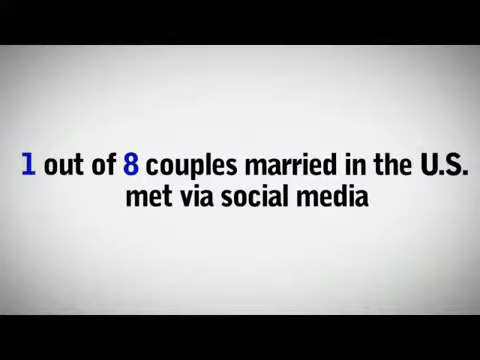 1 out of 8 couples married in the U.S.
met via social media